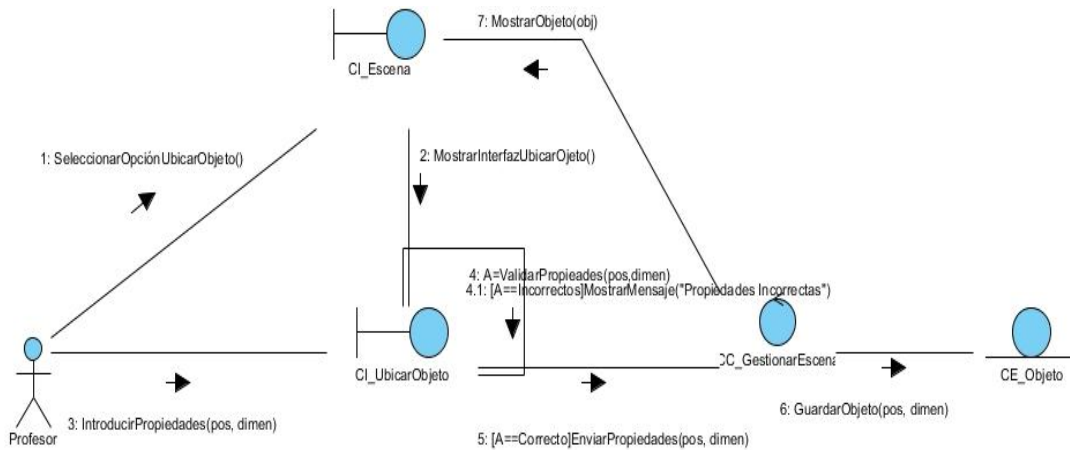 7: MostrarObjeto(obj)
CI_Escena
1: SeleccionarOpciónUbicarObjeto()
2: MostrarInterfazUbicarOjeto()
4: A=ValidarPropieades(pos,dimen)
4.1: [A==Incorrectos]MostrarMensaje("Propiedades Incorrectas")
CI_UbicarObjeto
CC_GestionarEscena
CE_Objeto
3: IntroducirPropiedades(pos, dimen)
6: GuardarObjeto(pos, dimen)
Profesor
5: [A==Correcto]EnviarPropiedades(pos, dimen)